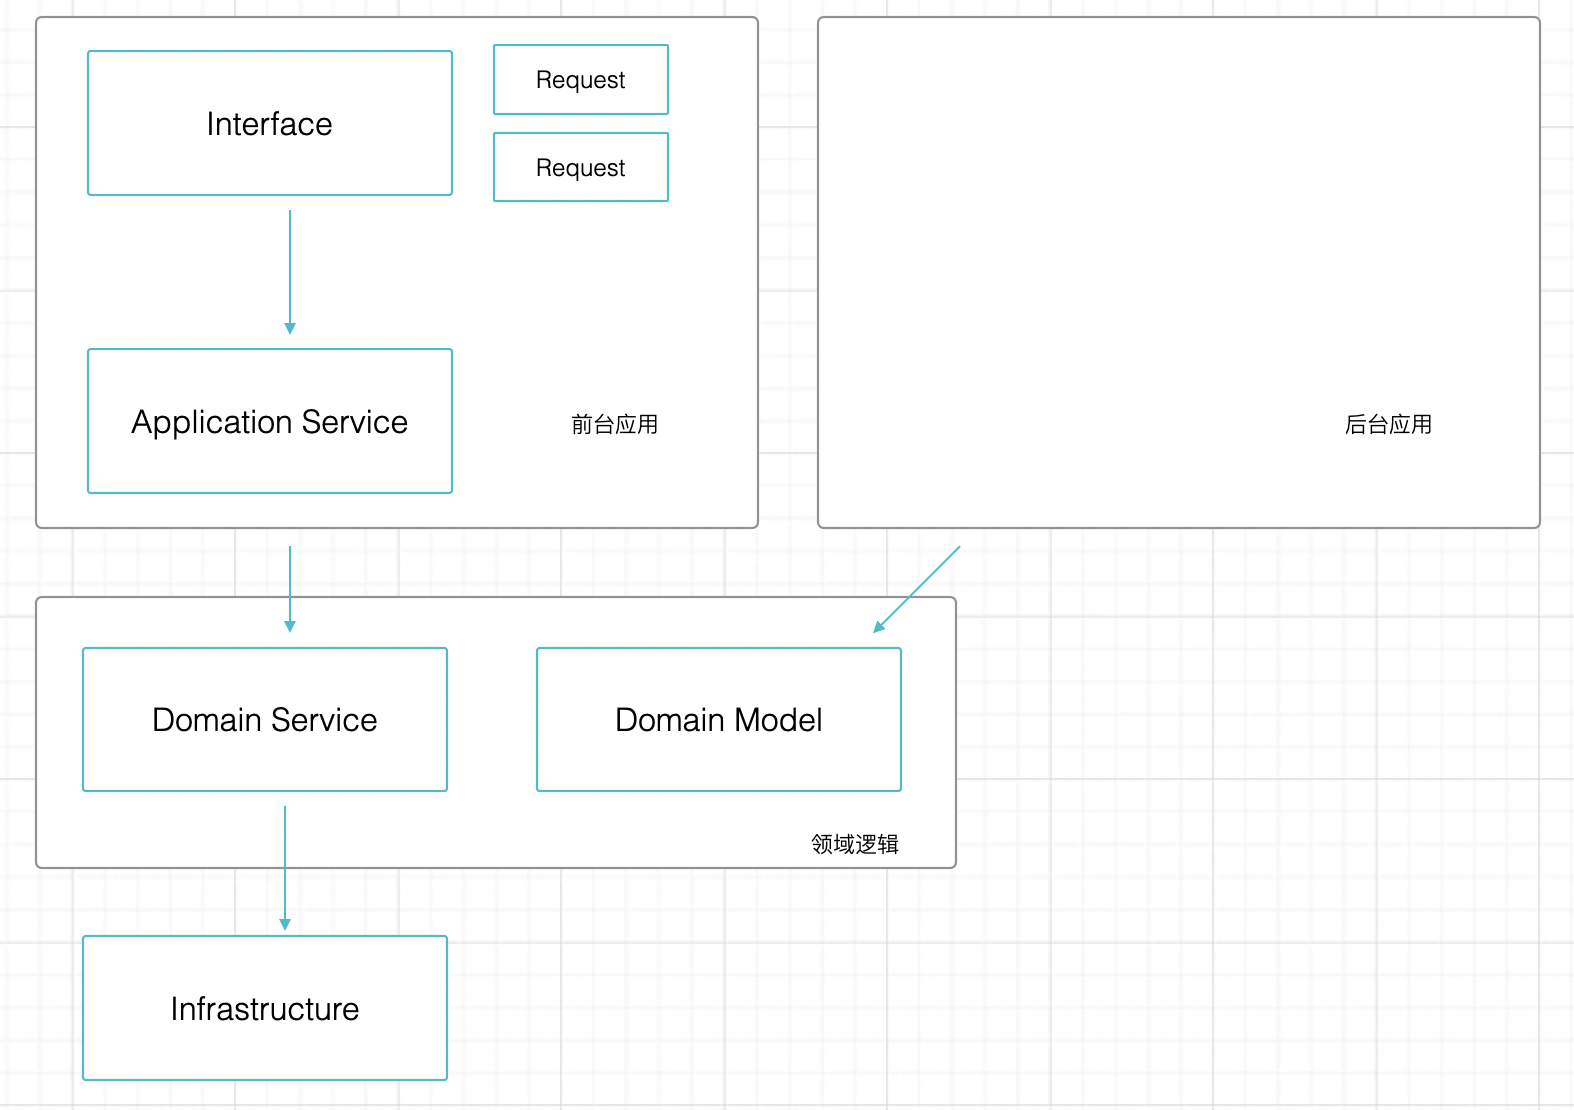 Interface
Request
Request
Application Service
前台应用
后台应用
Domain Service
Domain Model
领域逻辑
Infrastructure